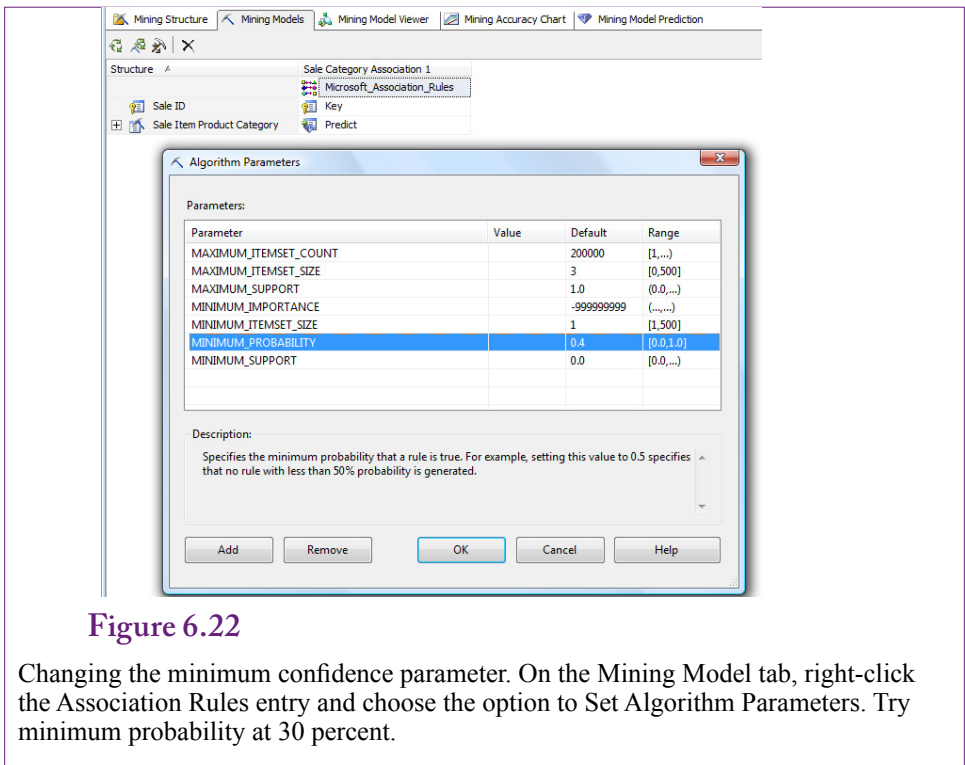 Mining Structure Mining Models Mining Model Viewer Mining Accuracy Chart Mining Model Prediction
Structure Sale Category Association 1
Microsoft_Association_Rules
Sale ID Key
Sale Item Product Category Predict
Algorithm Parameters
Parameters:
Parameter Value Default Range
MAXIMUM_ITEMSET_COUNT 200000 [1,...)
MAXIMUM_ITEMSET_SIZE 3 [0,500]
MAXIMUM_SUPPORT 1.0 (0.0,...)
MINIMUM_IMPORTANCE -999999999 (...,...)
MINIMUM_ITEMSET_SIZE 1 [1,500]
MINIMUM_PROBABILITY 0.4 [0.0,1.0]
MINIMUM_SUPPORT 0.0 [0.0,...)
Description:
Specifies the minimum probability that a rule is true. For example, setting this value to 0.5 specifies
that no rule with less than 50% probability is generated.
Add Remove OK Cancel Help
Figure 6.22
Changing the minimum confidence parameter. On the Mining Model tab, right-click
the Association Rules entry and choose the option to Set Algorithm Parameters. Try
minimum probability at 30 percent.